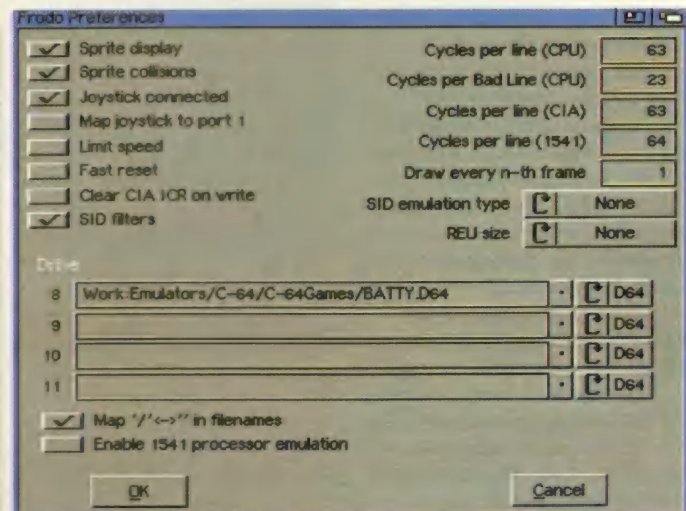 Frodo Preferences
Sprite display
Sprite collisions
Joystick connected
Map joystick to port 1
Limit speed
Fast reset
Clear CIA ICR on write
SID filters
Cycles per line (CPU) 63
Cycles per Bad Line (CPU) 23
Cycles per line (CIA) 63
Cycles per line (1541) 64
Draw every n-th frame 1
SID emulation type None
REU size None
Drive
8 Work:Emulators/C-64/C-64Games/BATTY.D64 D64
9 D64
10 D64
11 D64
Map '/'<->'' in filenames
Enable 1541 processor emulation
OK
Cancel